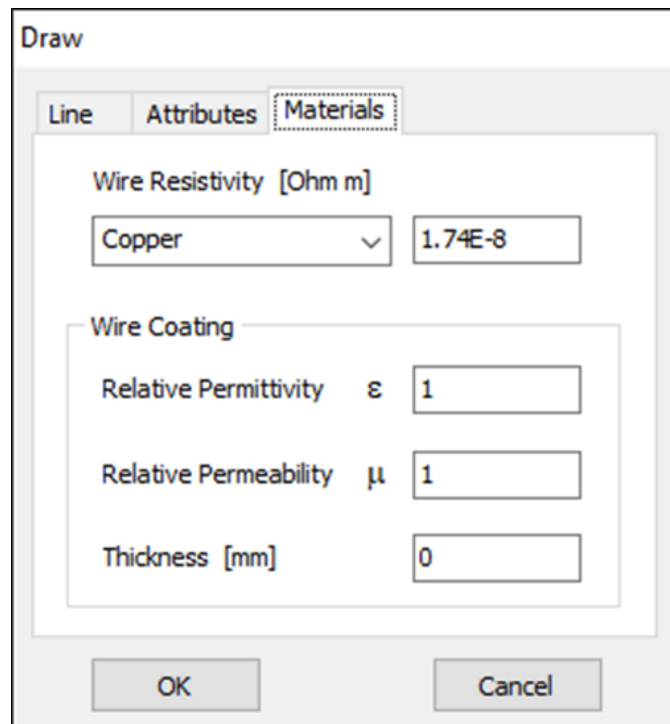 Draw
Line Attributes Materials
Wire Resistivity [Ohm m]
Copper 1.74E-8
Wire Coating
Relative Permittivity ε 1
Relative Permeability μ 1
Thickness [mm] 0
OK Cancel